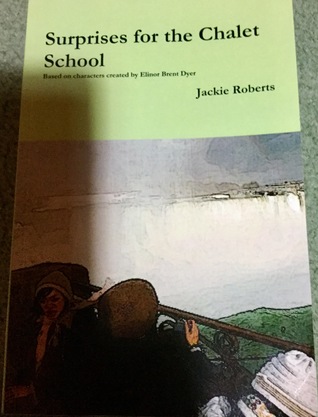 Surprises for the Chalet
School
Based on characters created by Elinor Brent Dyer
Jackie Roberts